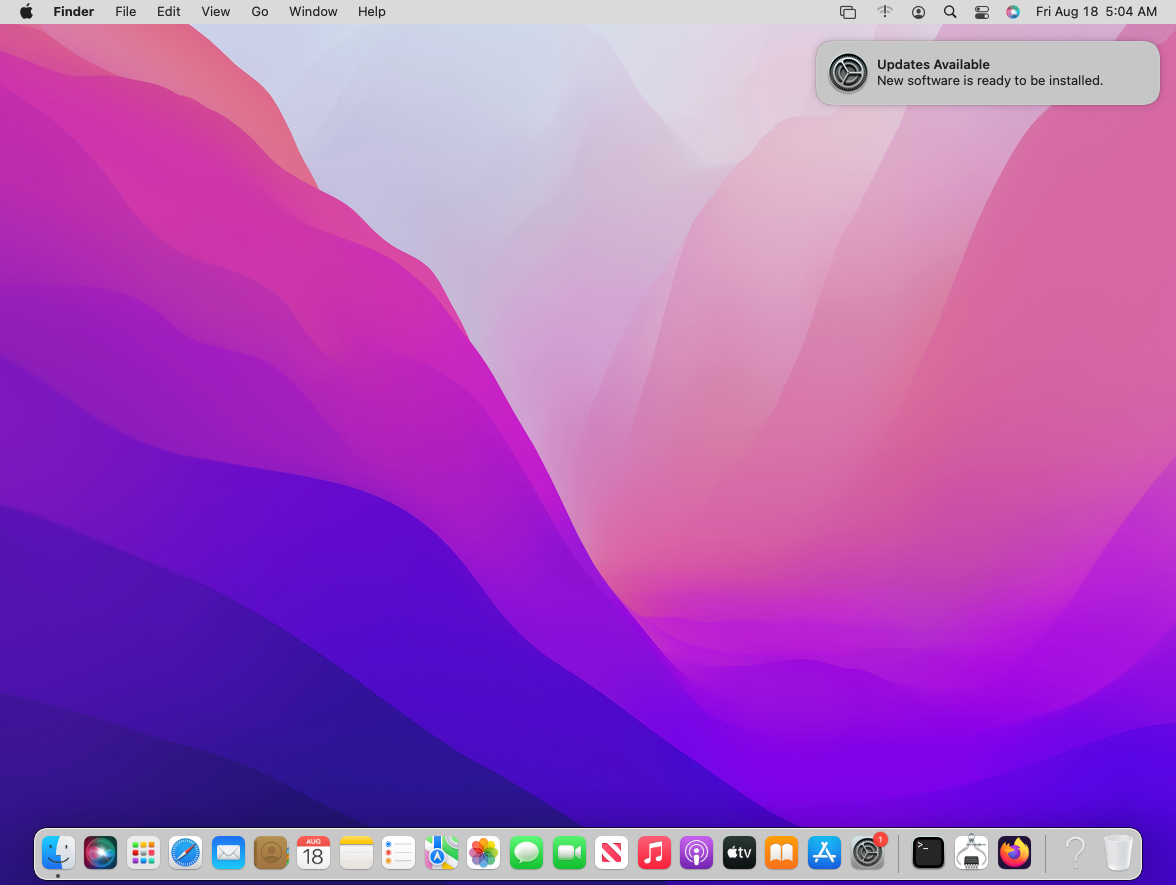 Finder File Edit View Go Window Help Fri Aug 18 5:04 AM
Updates Available
New software is ready to be installed.
AUG
18
tv
1
>_